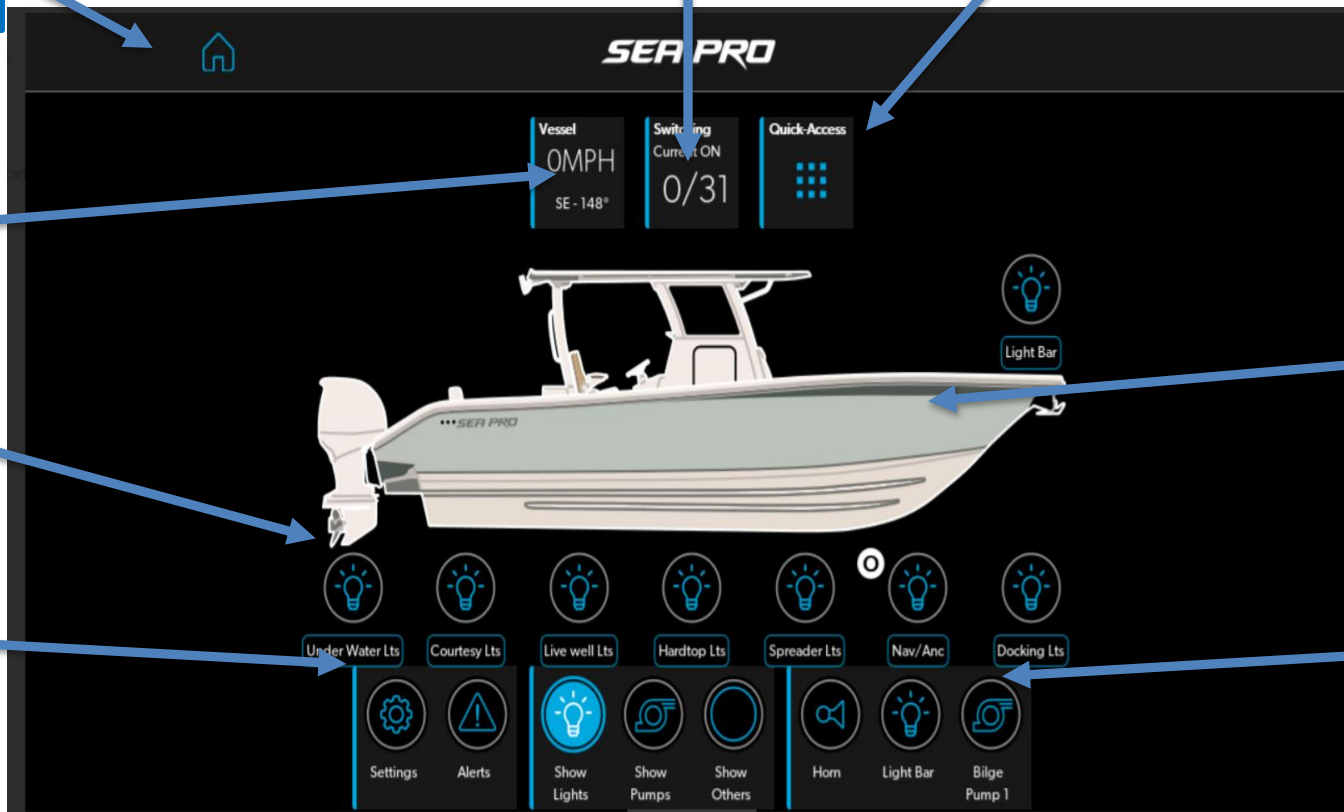 SEA PRO
Vessel
0MPH
SE - 148°
Switching
Current ON
0/31
Quick-Access
Light Bar
SEA PRO
O
Under Water Lts
Courtesy Lts
Live well Lts
Hardtop Lts
Spreader Lts
Nav/Anc
Docking Lts
Settings
Alerts
Show
Lights
Show
Pumps
Show
Others
Horn
Light Bar
Bilge
Pump 1